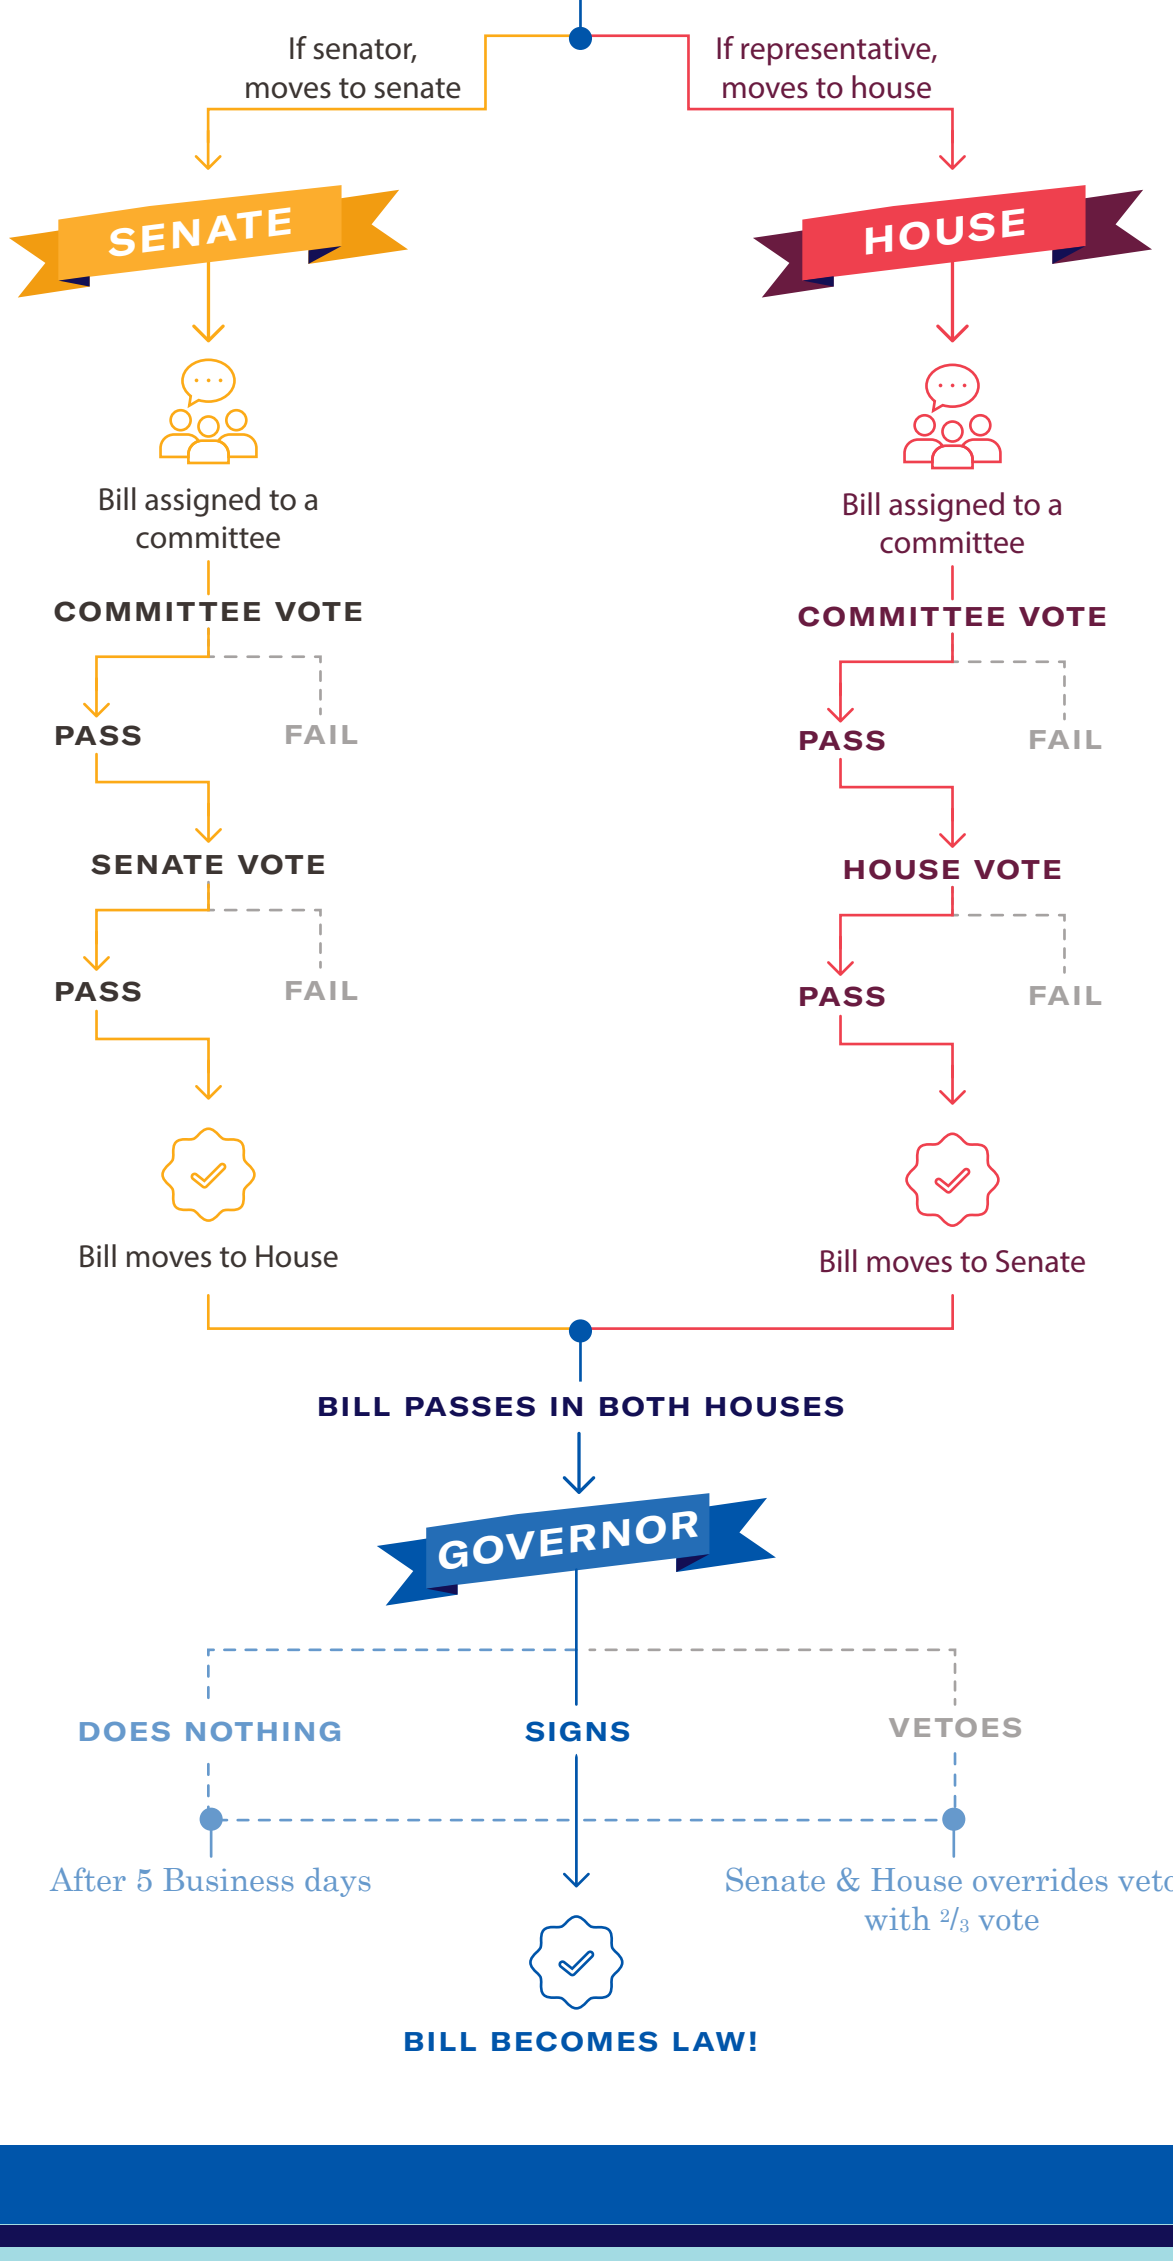 If senator,
moves to senate
If representative,
moves to house
SENATE
HOUSE
Bill assigned to a
committee
Bill assigned to a
committee
COMMITTEE VOTE
COMMITTEE VOTE
PASS
FAIL
PASS
FAIL
SENATE VOTE
HOUSE VOTE
PASS
FAIL
PASS
FAIL
Bill moves to House
Bill moves to Senate
BILL PASSES IN BOTH HOUSES
GOVERNOR
DOES NOTHING
SIGNS
VETOES
After 5 Business days
Senate & House overrides
with 2/3 vote
BILL BECOMES LAW!